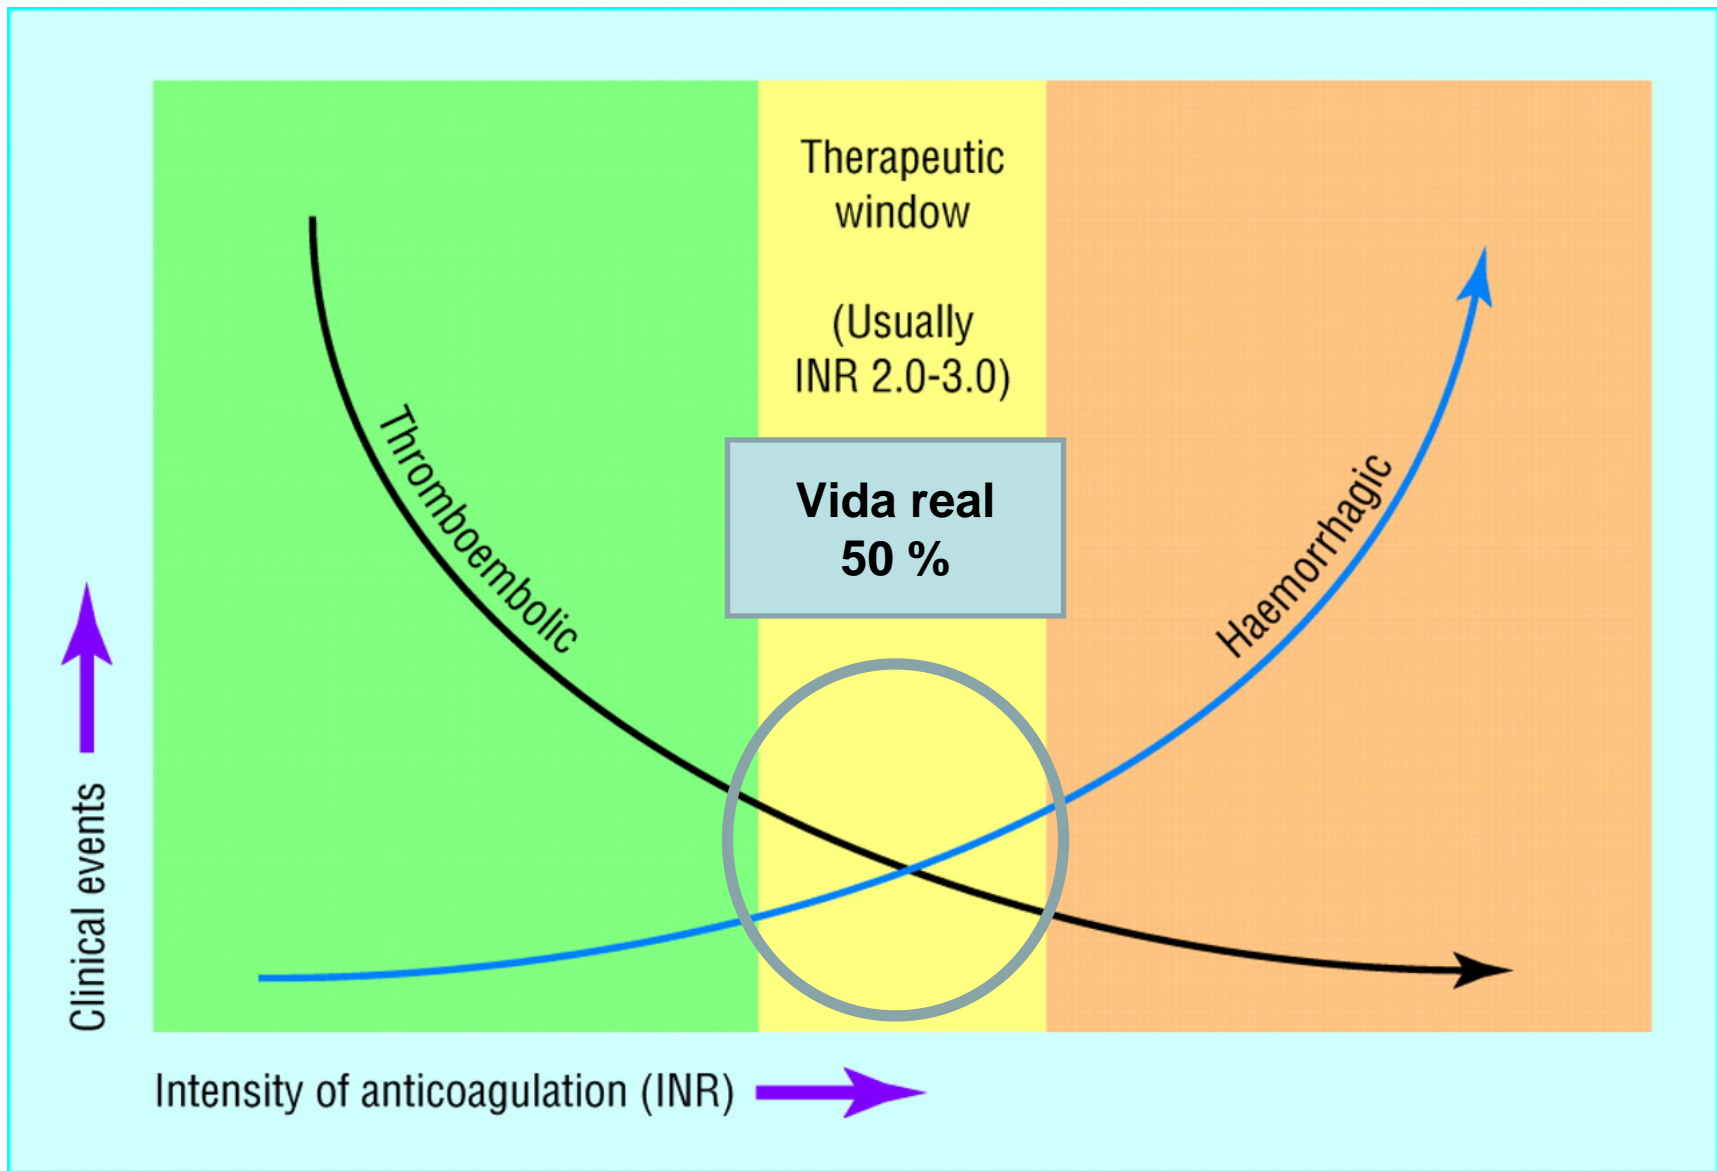 Therapeutic
window
(Usually
INR 2.0-3.0)
Vida real
50 %
Thromboembolic
Haemorrhagic
Clinical events
Intensity of anticoagulation (INR)